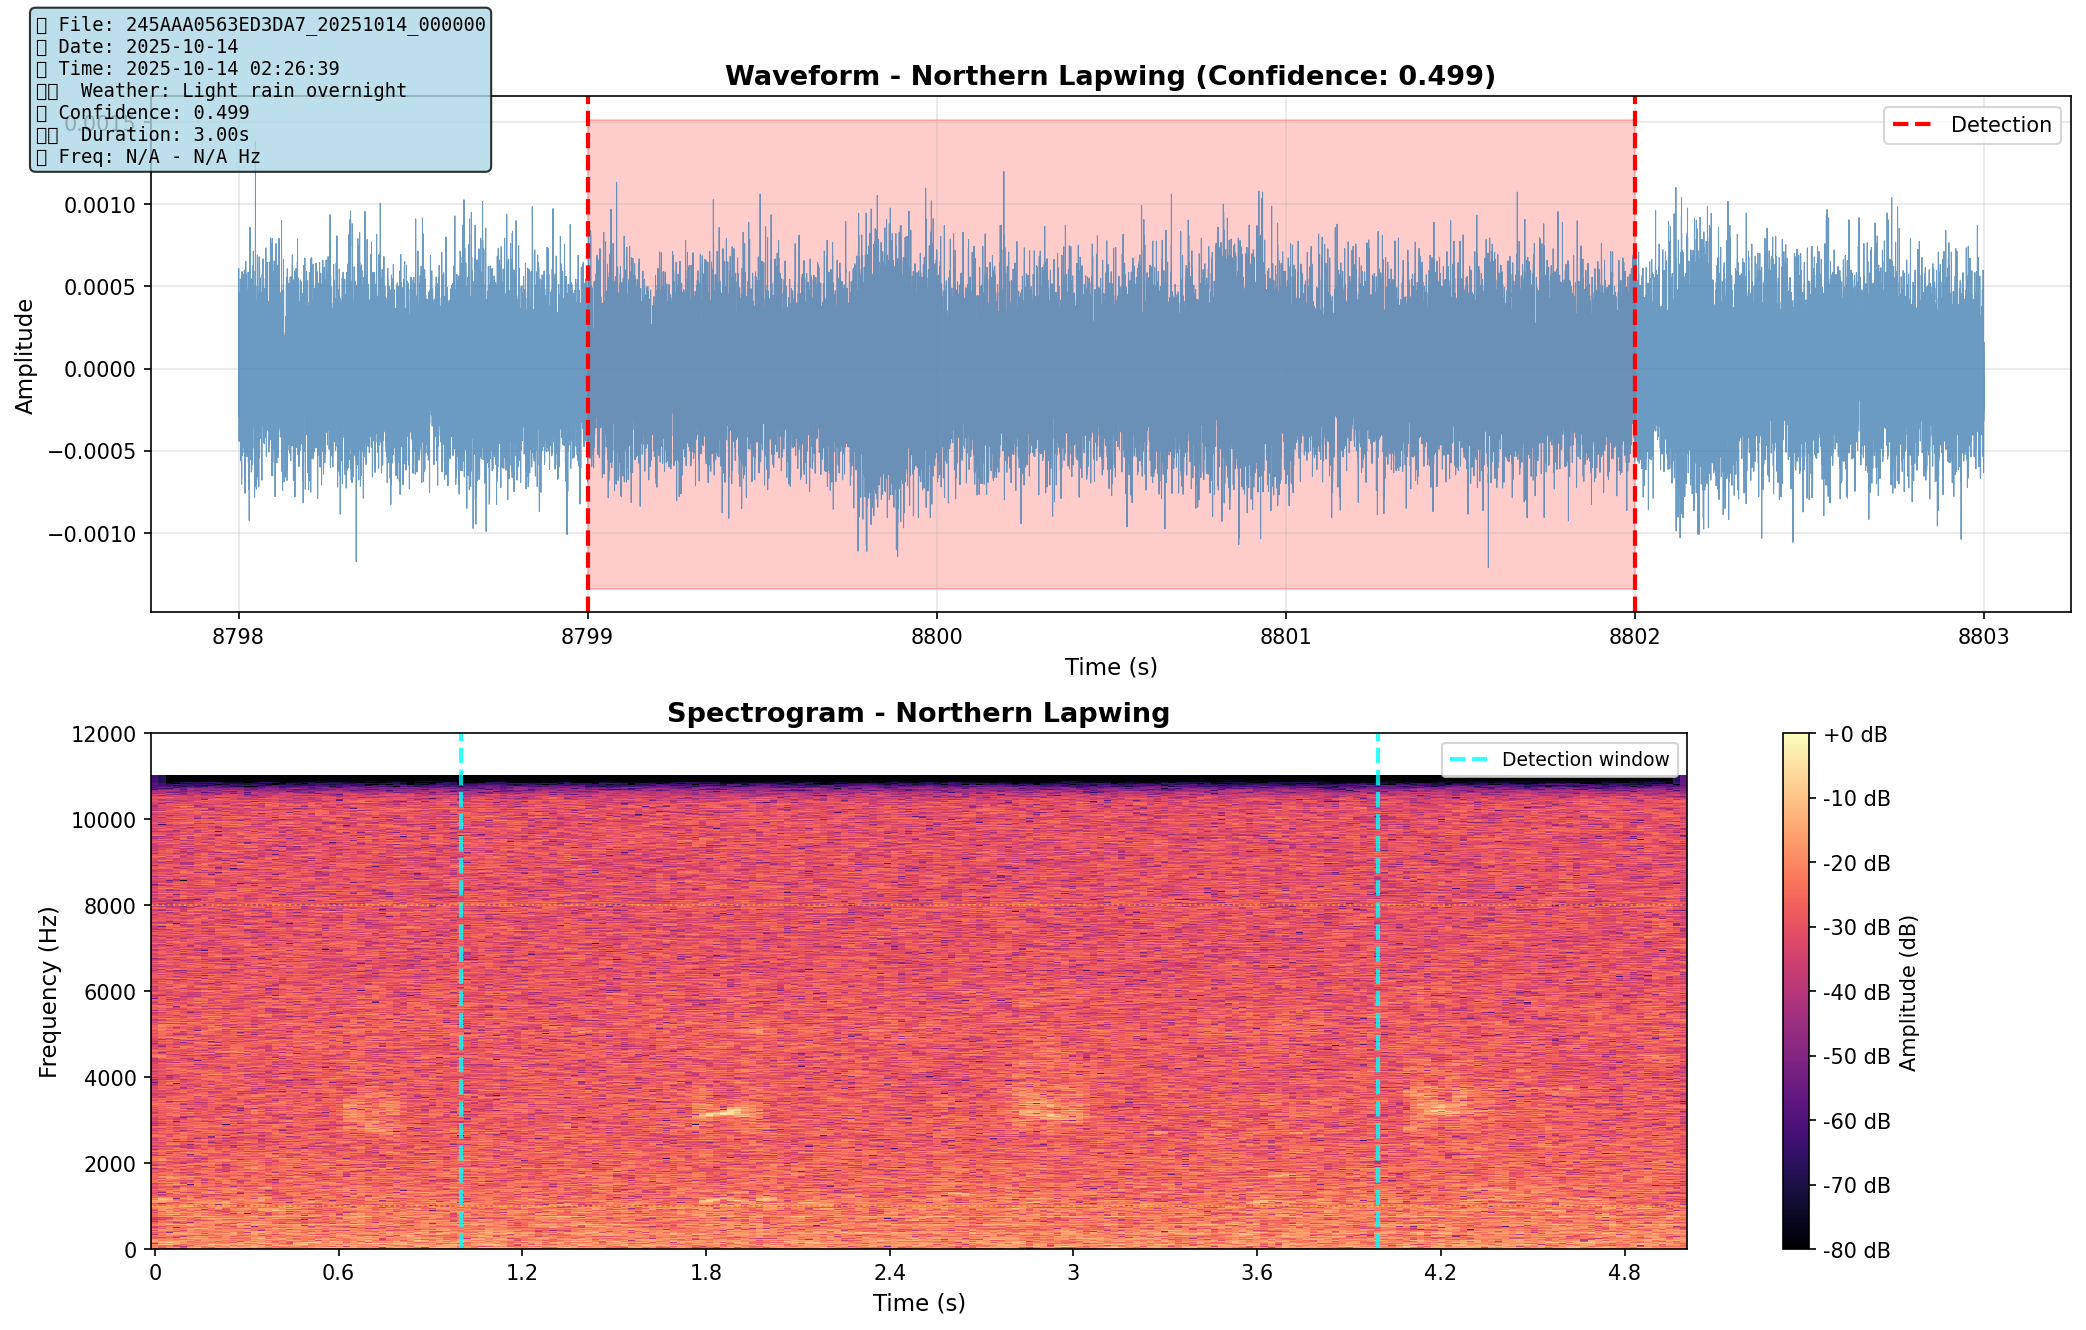 File: 245AAA0563ED3DA7_20251014_000000
Date: 2025-10-14
Time: 2025-10-14 02:26:39
Weather: Light rain overnight
Confidence: 0.499
Duration: 3.00s
Freq: N/A - N/A Hz
Waveform - Northern Lapwing (Confidence: 0.499)
Detection
Amplitude
0.0015
0.0010
0.0005
0.0000
−0.0005
−0.0010
8798
8799
8800
8801
8802
8803
Time (s)
Spectrogram - Northern Lapwing
Detection window
Frequency (Hz)
12000
10000
8000
6000
4000
2000
0
0
0.6
1.2
1.8
2.4
3
3.6
4.2
4.8
Time (s)
+0 dB
-10 dB
-20 dB
-30 dB
-40 dB
-50 dB
-60 dB
-70 dB
-80 dB
Amplitude (dB)